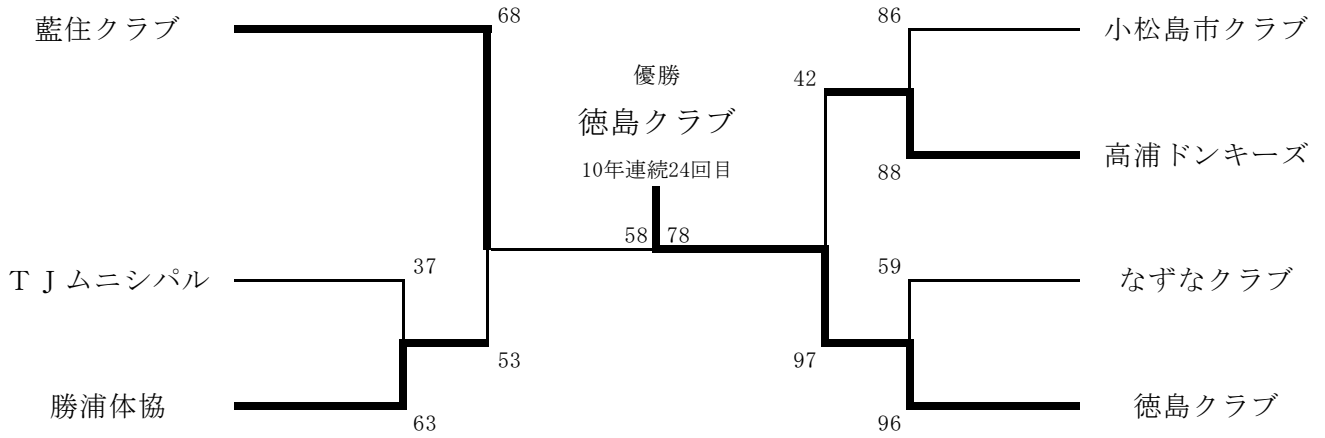 藍住クラブ
68
ＴＪムニシパル
37
53
勝浦体協
63
優勝
徳島クラブ
10年連続24回目
58 78
86
小松島市クラブ
42
高浦ドンキーズ
88
59
なずなクラブ
97
徳島クラブ
96